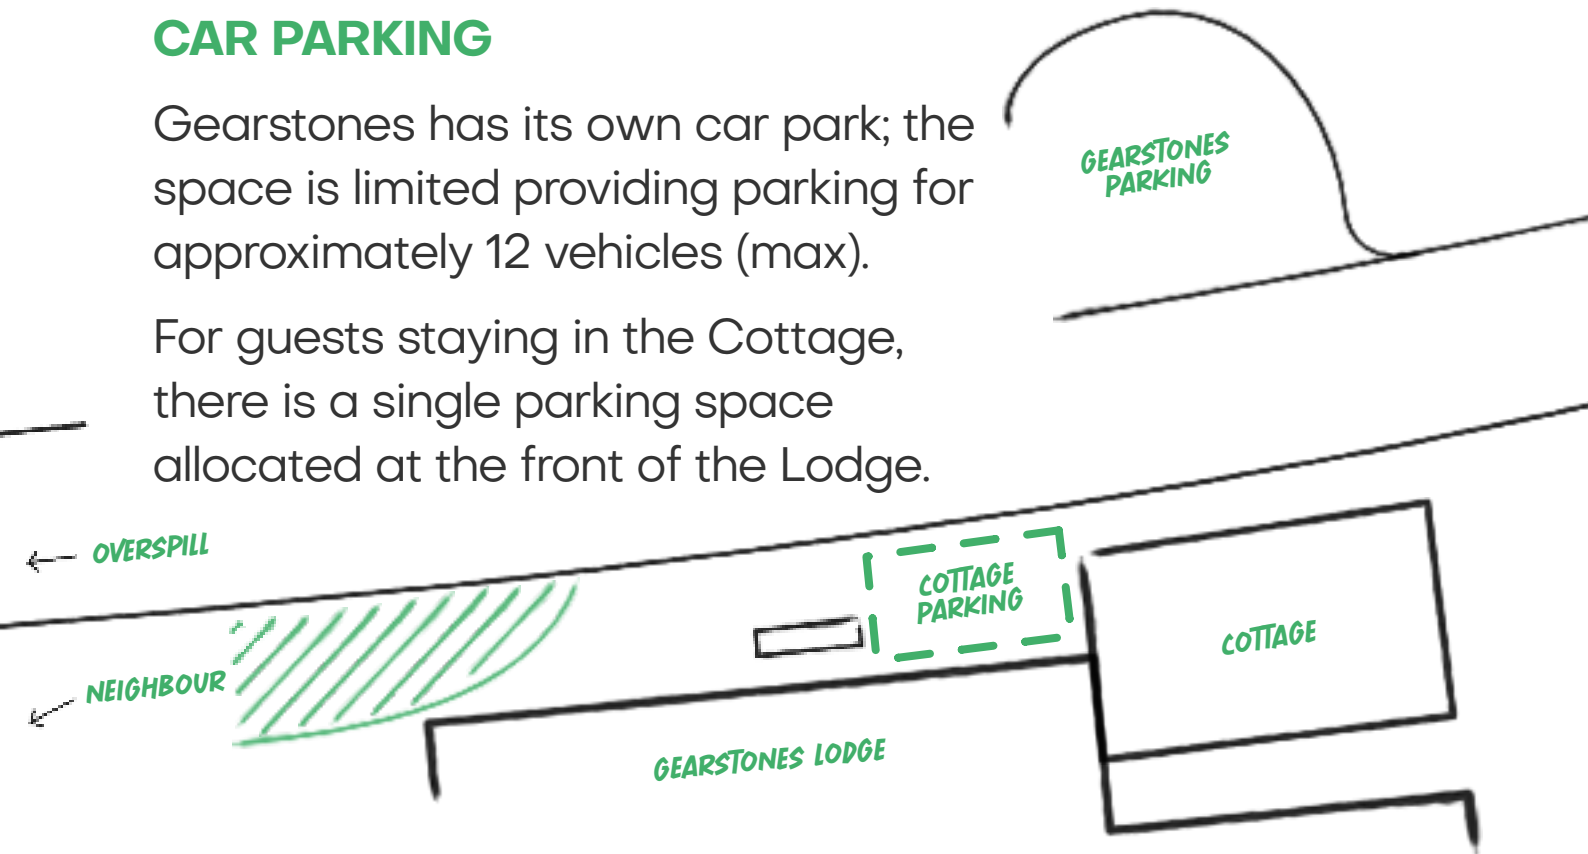 CAR PARKING
Gearstones has its own car park; the
space is limited providing parking for
approximately 12 vehicles (max).
For guests staying in the Cottage,
there is a single parking space
allocated at the front of the Lodge.
GEARSTONES
PARKING
OVERSPILL
COTTAGE
PARKING
COTTAGE
NEIGHBOUR
GEARSTONES LODGE